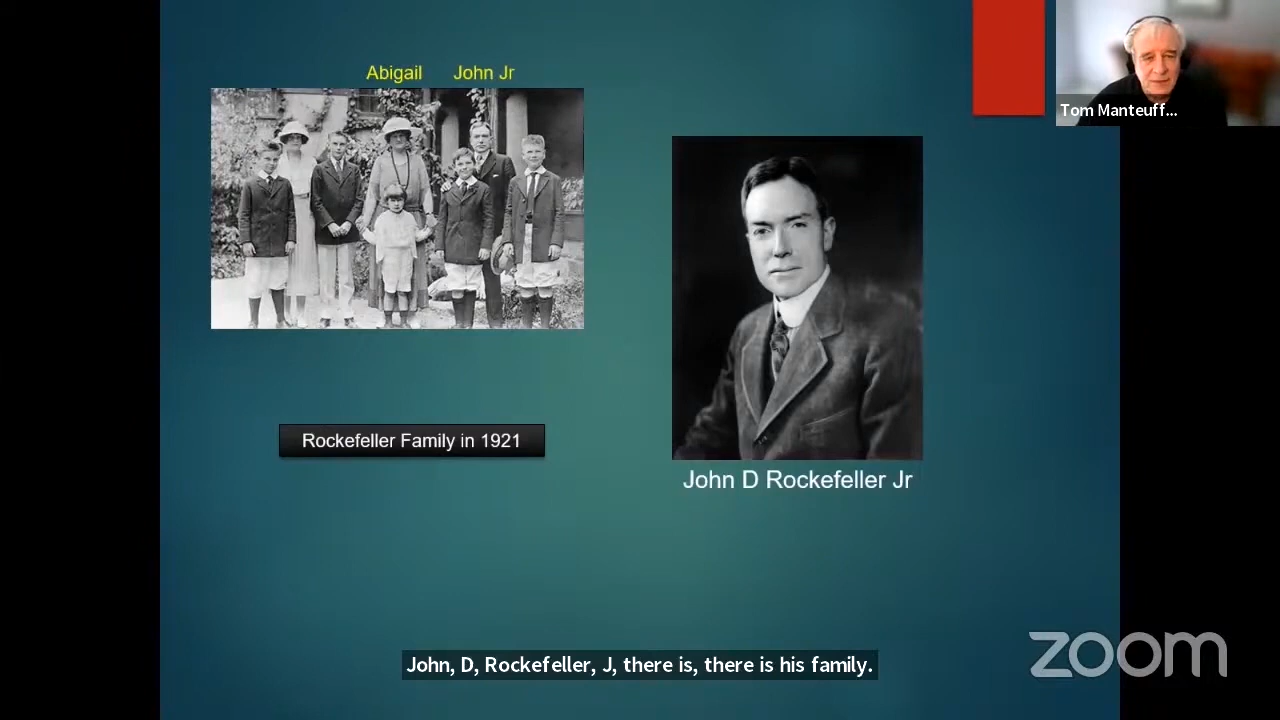 Abigail John Jr
Tom Manteuff...
Rockefeller Family in 1921
John D Rockefeller Jr
John, D, Rockefeller, J, there is, there is his family.
zoom